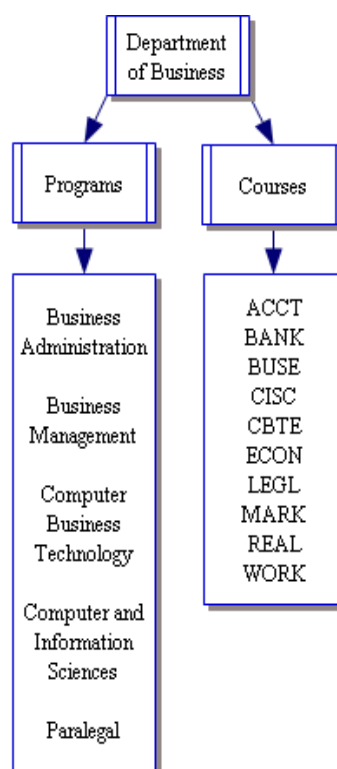 Department
of Business
Programs
Courses
Business
Administration
Business
Management
Computer
Business
Technology
Computer and
Information
Sciences
Paralegal
ACCT
BANK
BUSE
CISC
CBTE
ECON
LEGL
MARK
REAL
WORK